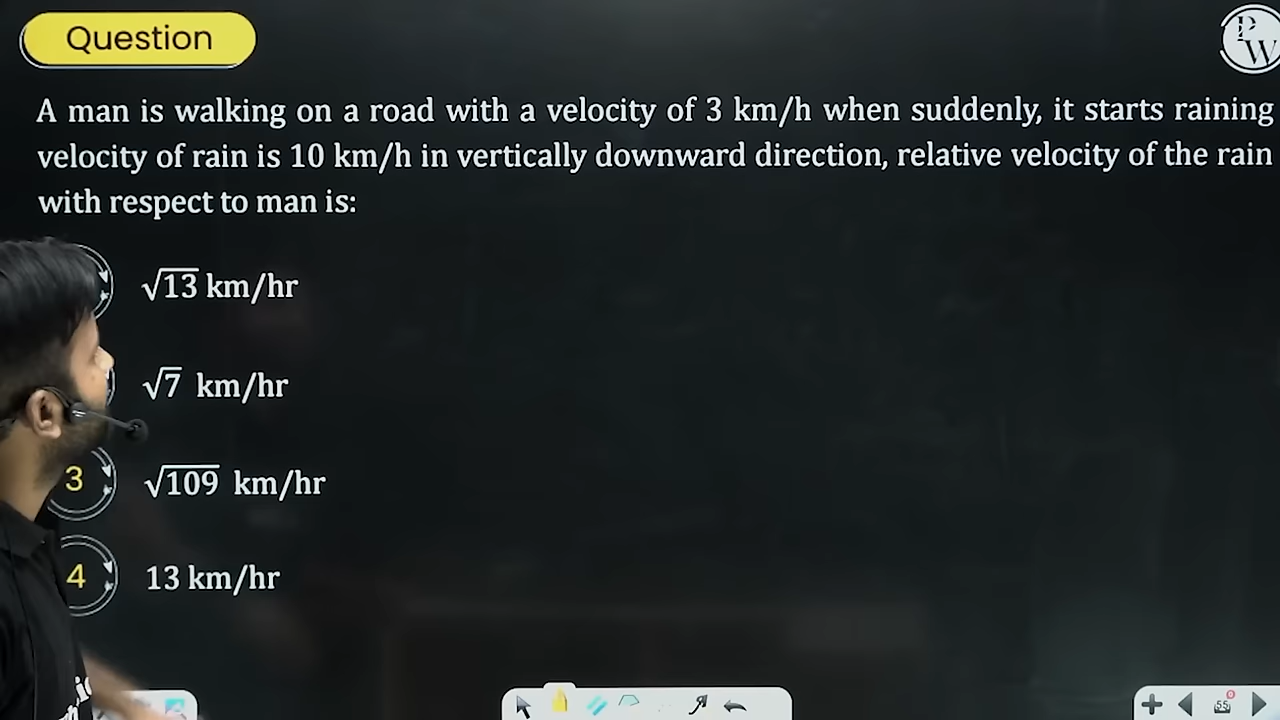 Question
PW
A man is walking on a road with a velocity of 3 km/h when suddenly, it starts raining
velocity of rain is 10 km/h in vertically downward direction, relative velocity of the rain
with respect to man is:
√13 km/hr
√7 km/hr
3 √109 km/hr
4 13 km/hr
55